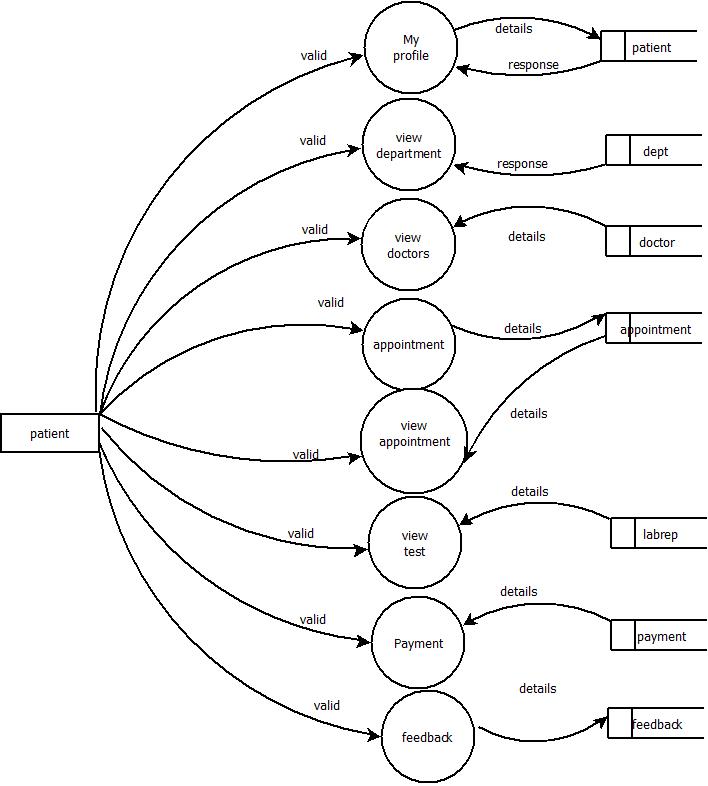 My
profile
details
patient
valid
response
view
department
valid
response
dept
view
doctors
valid
details
doctor
valid
appointment
details
appointment
patient
view
appointment
valid
details
details
view
test
valid
labrep
details
Payment
valid
payment
details
valid
feedback
feedback